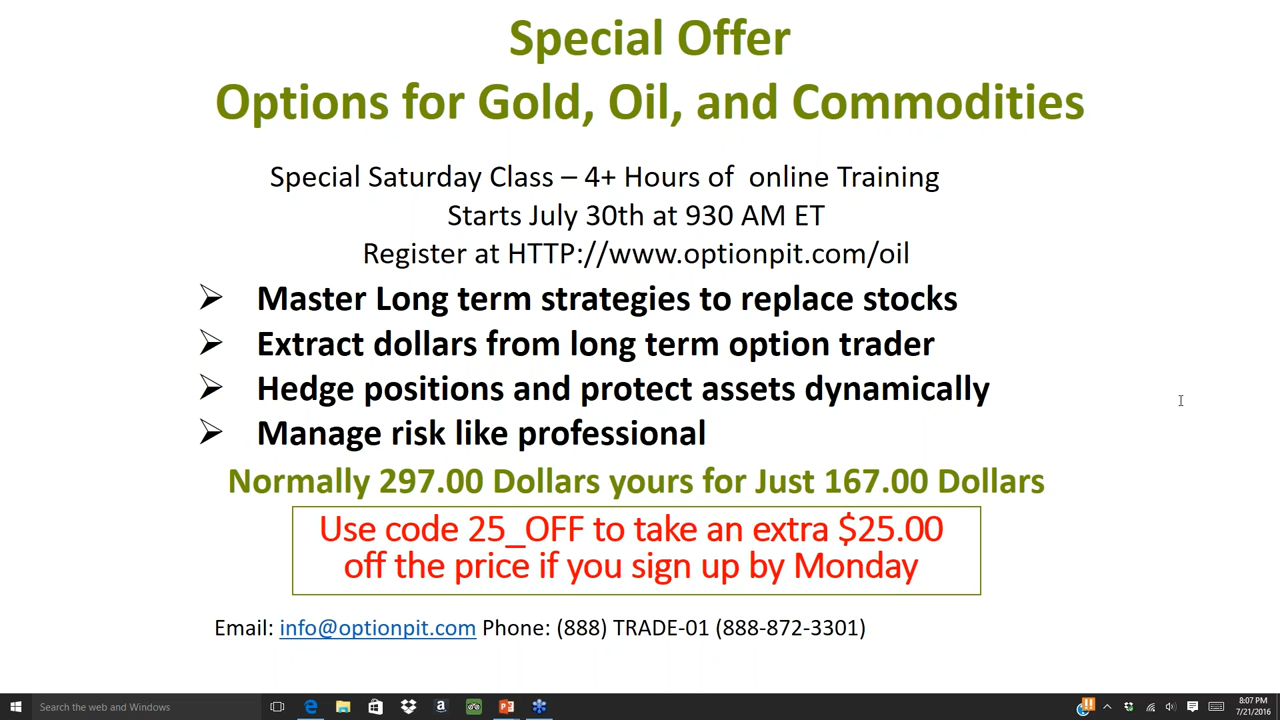 Special Offer
Options for Gold, Oil, and Commodities
Special Saturday Class – 4+ Hours of  online Training
Starts July 30th at 930 AM ET
Register at HTTP://www.optionpit.com/oil
Master Long term strategies to replace stocks
Extract dollars from long term option trader
Hedge positions and protect assets dynamically
Manage risk like professional
Normally 297.00 Dollars yours for Just 167.00 Dollars
Use code 25_OFF to take an extra $25.00
off the price if you sign up by Monday
Email: info@optionpit.com Phone: (888) TRADE-01 (888-872-3301)
Search the web and Windows
8:07 PM
7/21/2016